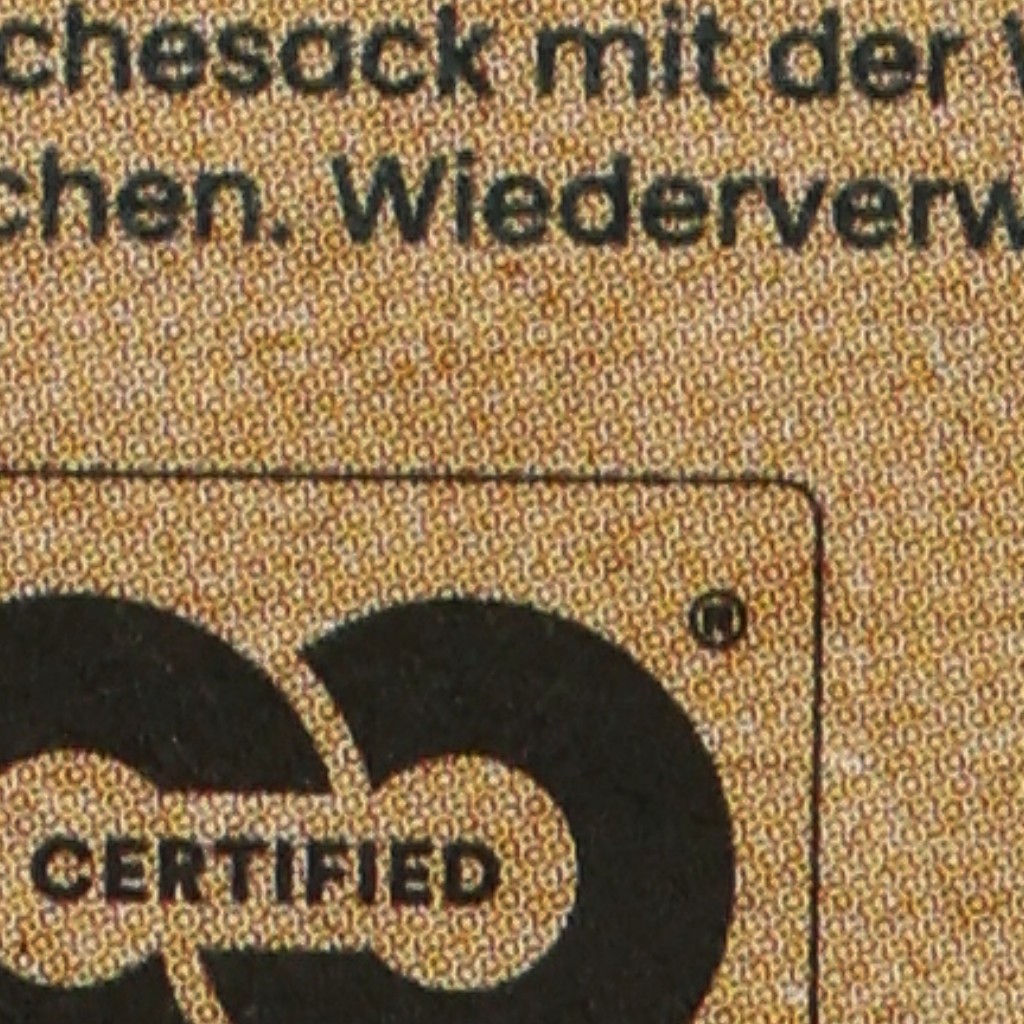 chesack mit der
chen. Wiederverw
®
CERTIFIED